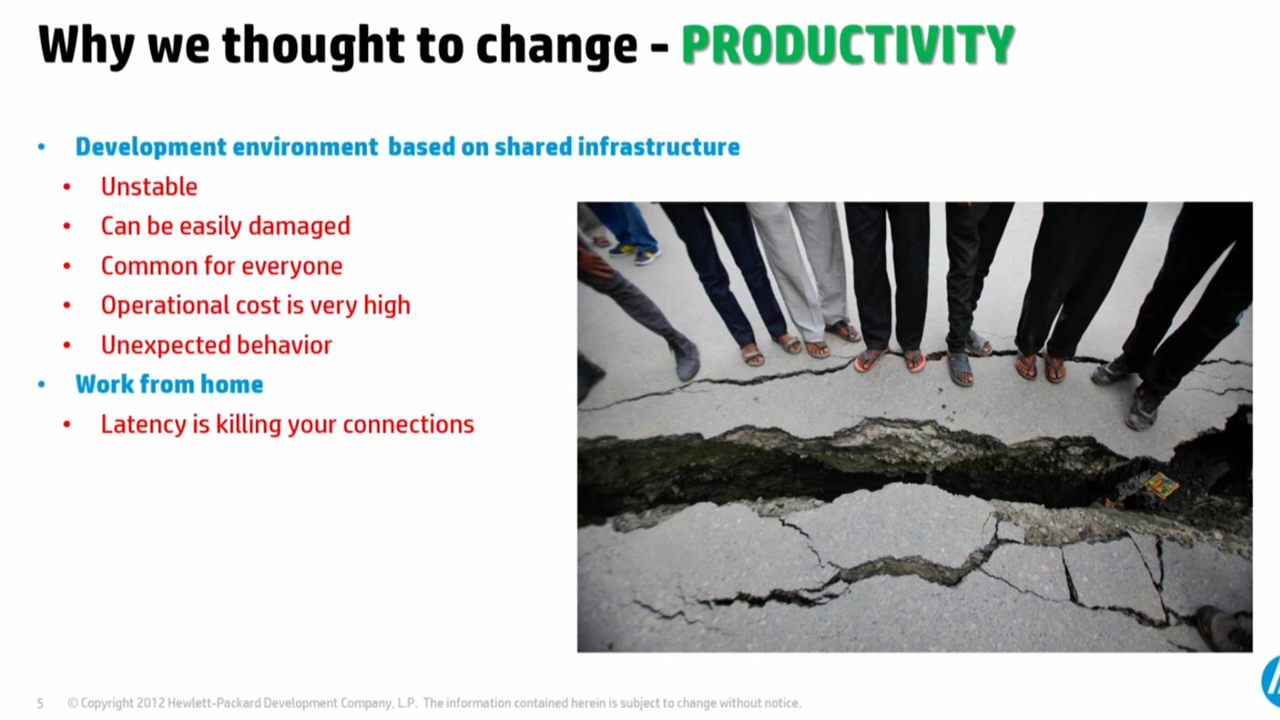 Why we thought to change - PRODUCTIVITY
• Development environment based on shared infrastructure
• Unstable
• Can be easily damaged
• Common for everyone
• Operational cost is very high
• Unexpected behavior
• Work from home
• Latency is killing your connections
5 © Copyright 2012 Hewlett-Packard Development Company, L.P. The information contained herein is subject to change without notice.